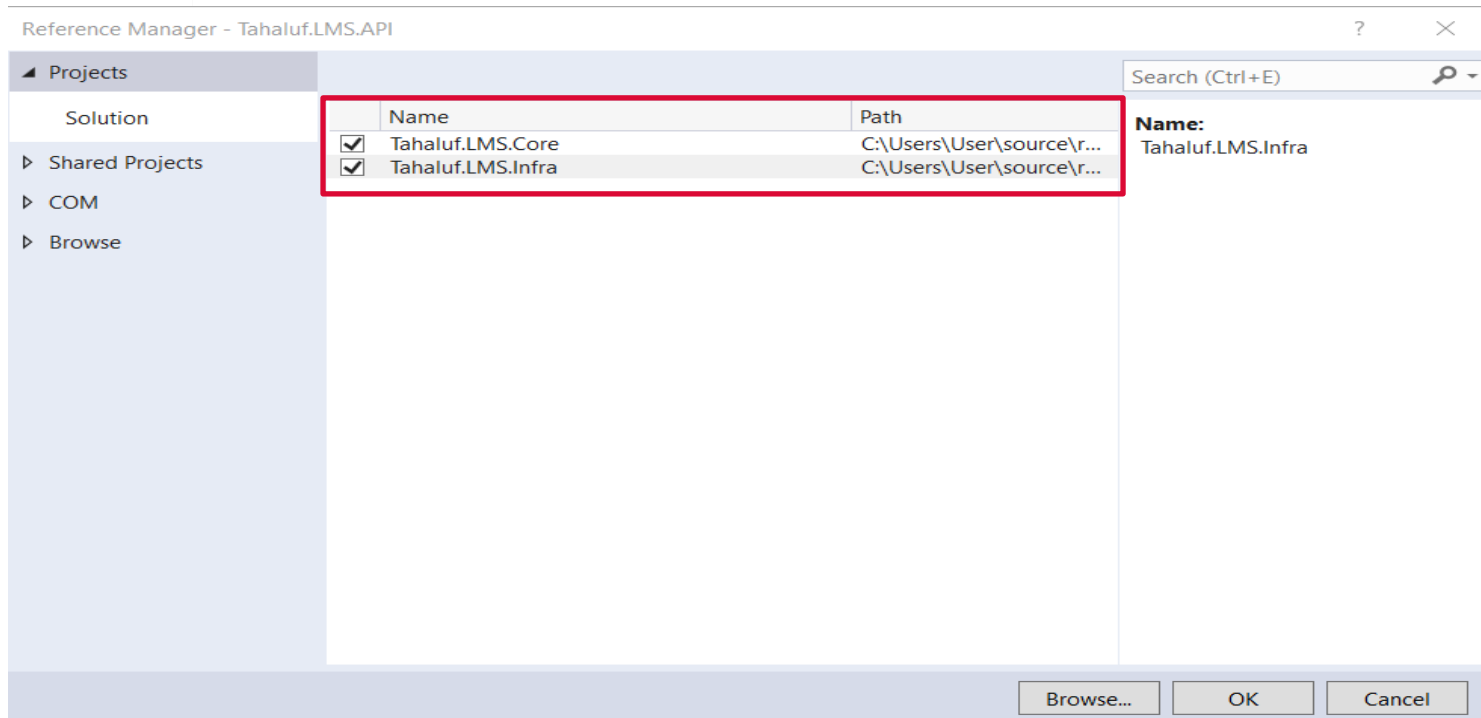 Reference Manager - Tahaluf.LMS.API
?
Projects
Solution
Shared Projects
COM
Browse
Search (Ctrl+E)
Name Path
Tahaluf.LMS.Core C:\Users\User\source\r...
Tahaluf.LMS.Infra C:\Users\User\source\r...
Name:
Tahaluf.LMS.Infra
Browse... OK Cancel